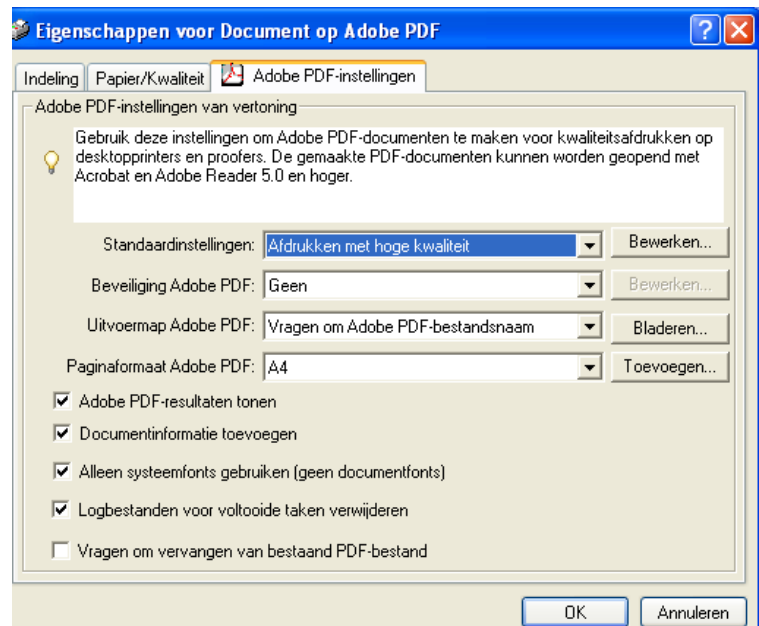 Eigenschappen voor Document op Adobe PDF
Indeling Papier/Kwaliteit Adobe PDF-instellingen
Adobe PDF-instellingen van vertoning
Gebruik deze instellingen om Adobe PDF-documenten te maken voor kwaliteitsafdrukken op
desktopprinters en proofers. De gemaakte PDF-documenten kunnen worden geopend met
Acrobat en Adobe Reader 5.0 en hoger.
Standaardinstellingen: Afdrukken met hoge kwaliteit Bewerken...
Beveiliging Adobe PDF: Geen Bewerken...
Uitvoermap Adobe PDF: Vragen om Adobe PDF-bestandsnaam Bladeren...
Paginaformaat Adobe PDF: A4 Toevoegen...
Adobe PDF-resultaten tonen
Documentinformatie toevoegen
Alleen systeemfonts gebruiken (geen documentfonts)
Logbestanden voor voltooide taken verwijderen
Vragen om vervangen van bestaand PDF-bestand
OK Annuleren